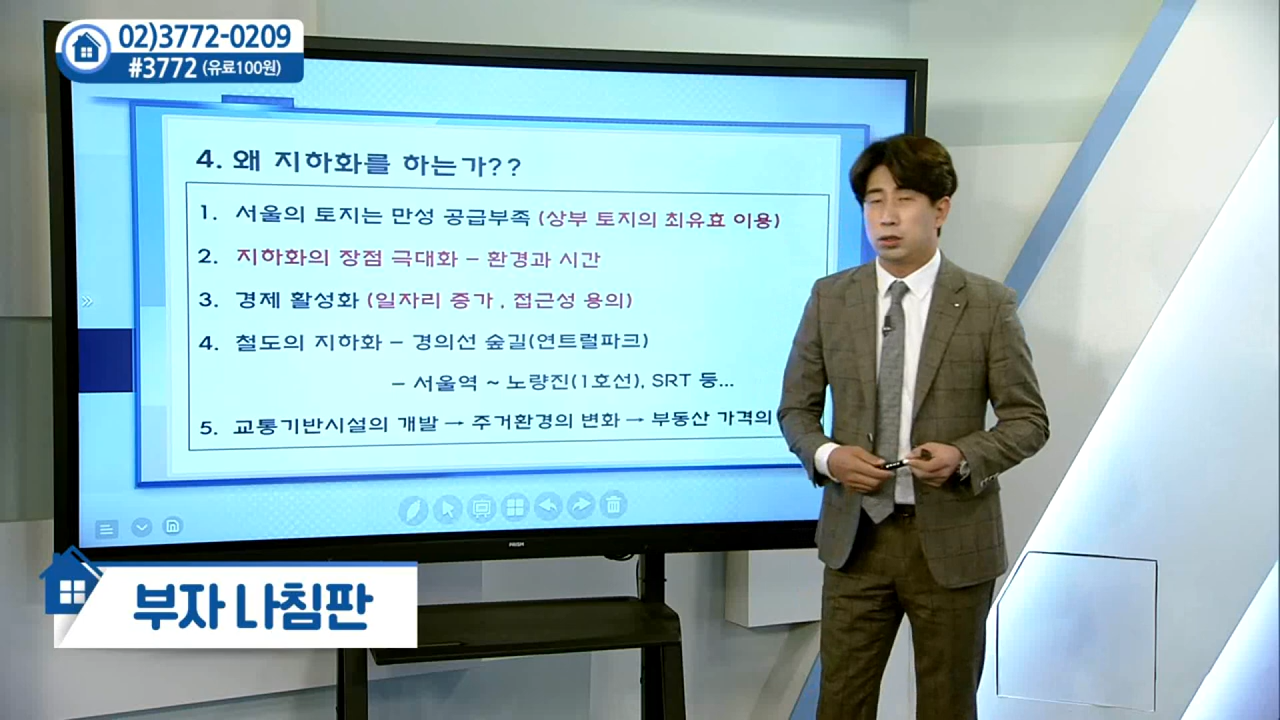 02)3772-0209
#3772 (유료100원)
4. 왜 지하화를 하는가??
1. 서울의 토지는 만성 공급부족 (상부 토지의 최유효 이용)
2. 지하화의 장점 극대화 – 환경과 시간
3. 경제 활성화 (일자리 증가 , 접근성 용의)
4. 철도의 지하화 – 경의선 숲길(연트럴파크)
– 서울역 ~ 노량진(1호선), SRT 등...
5. 교통기반시설의 개발 → 주거환경의 변화 → 부동산 가격의
PRISM
부자 나침판